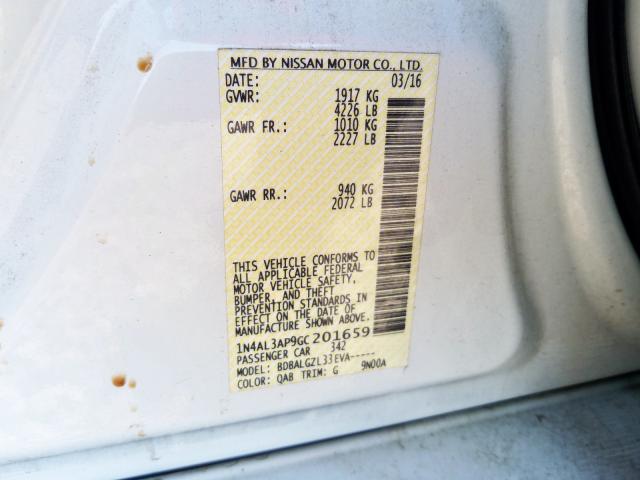 MFD BY NISSAN MOTOR CO., LTD.
DATE: 03/16
GVWR: 1917 KG
4226 LB
GAWR FR.: 1010 KG
2227 LB
GAWR RR.: 940 KG
2072 LB
THIS VEHICLE CONFORMS TO
ALL APPLICABLE FEDERAL
MOTOR VEHICLE SAFETY,
BUMPER, AND THEFT
PREVENTION STANDARDS IN
EFFECT ON THE DATE OF
MANUFACTURE SHOWN ABOVE.
1N4AL3AP9GC201659
PASSENGER CAR 342
MODEL: BDBALGZL33EVA-----
COLOR: QAB TRIM: G 9N00A